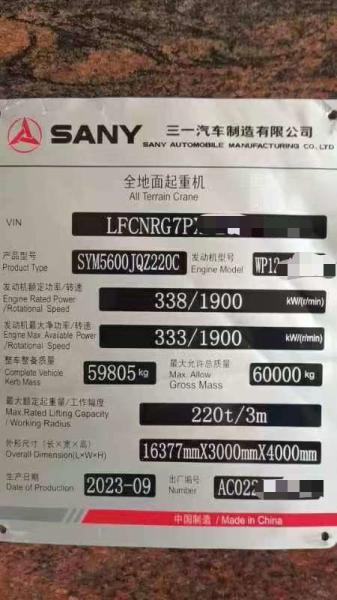 SANY 三一汽车制造有限公司
SANY AUTOMOBILE MANUFACTURING CO.,LTD
全地面起重机
All Terrain Crane
VIN LFCNRG7P
产品型号 SYM5600JQZ220C 发动机型号 WP12
Product Type Engine Model
发动机额定功率/转速
Engine Rated Power /Rotational Speed 338/1900 kW/(r/min)
发动机最大净功率/转速
Engine Max.Available Power /Rotational Speed 333/1900 kW/(r/min)
整车整备质量 59805 kg 最大允许总质量 60000 kg
Complete Vehicle Kerb Mass Max. Allow Gross Mass
最大额定起重量/工作幅度
Max.Rated Lifting Capacity / Working Radius 220t/3m
外形尺寸（长×宽×高）
Overall Dimension(L×W×H) 16377mmX3000mmX4000mm
生产日期 2023-09 出厂编号 AC022
Date of Production Number
中国制造 / Made in China